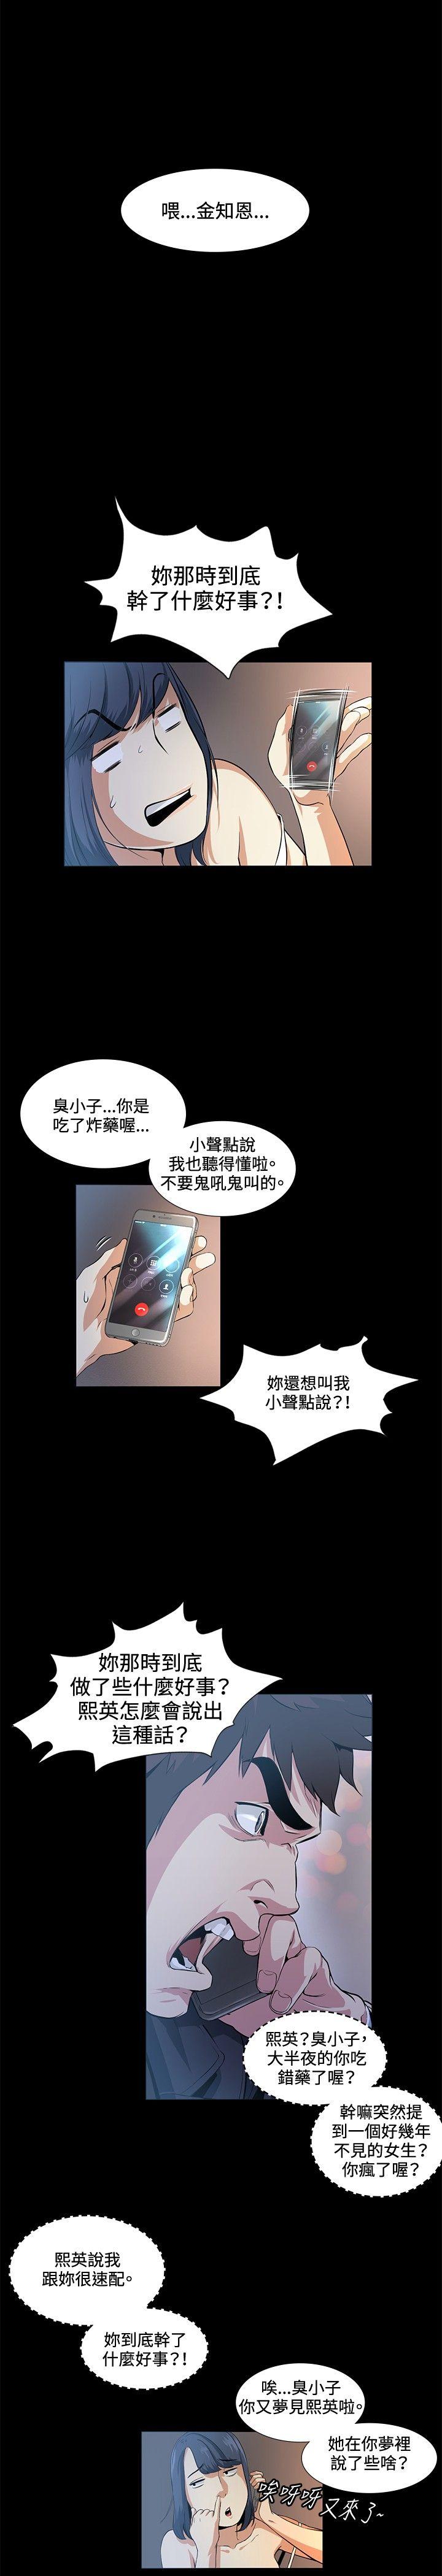 喂...金知恩...
妳那時到底
幹了什麼好事?!
臭小子...你是
吃了炸藥喔...
小聲點說
我也聽得懂啦。
不要鬼吼鬼叫的。
妳還想叫我
小聲點說?!
妳那時到底
做了些什麼好事?
熙英怎麼會說出
這種話?
熙英?臭小子,
大半夜的你吃
錯藥了喔?
幹嘛突然提
到一個好幾年
不見的女生?
你瘋了喔?
熙英說我
跟妳很速配。
妳到底幹了
什麼好事?!
唉...臭小子
你又夢見熙英啦。
她在你夢裡
說了些啥?
唉呀呀
又來了~